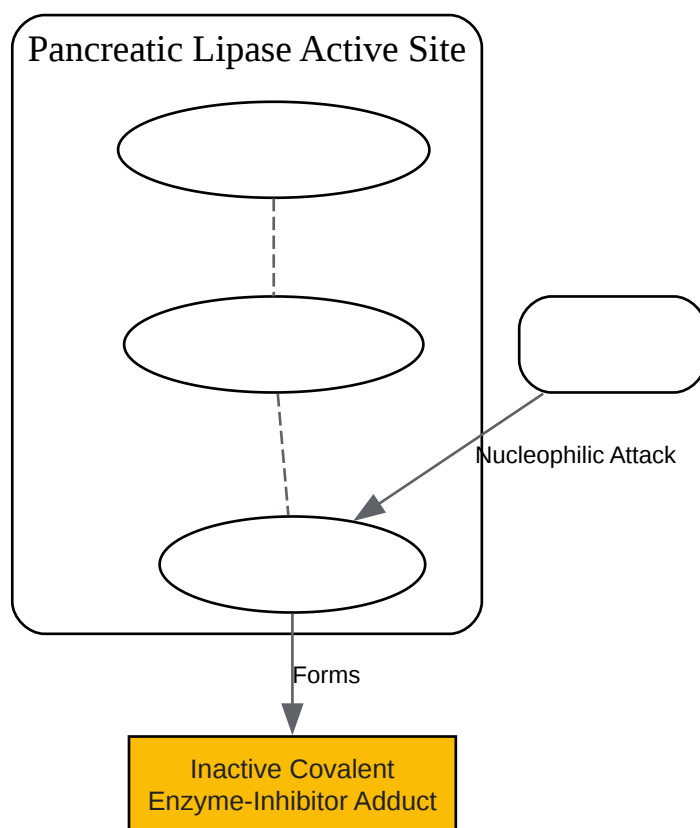 Pancreatic Lipase Active Site
Nucleophilic Attack
Forms
Inactive Covalent
Enzyme-Inhibitor Adduct